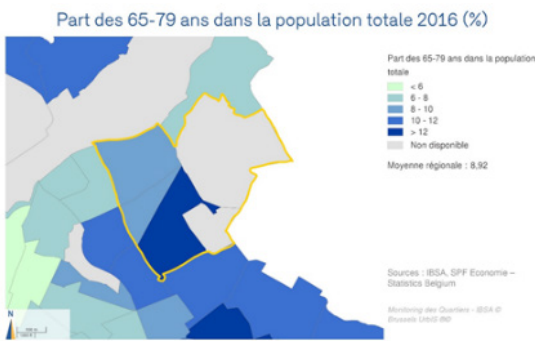 Part des 65-79 ans dans la population totale 2016 (%)
Part des 65-79 ans dans la population
totale
< 6
6 - 8
8 - 10
10 - 12
> 12
Non disponible
Moyenne régionale : 8,92
Sources : IBSA, SPF Economie –
Statistics Belgium
Monitoring des Quartiers - IBSA ©
Brussels UrbIS ®©
N